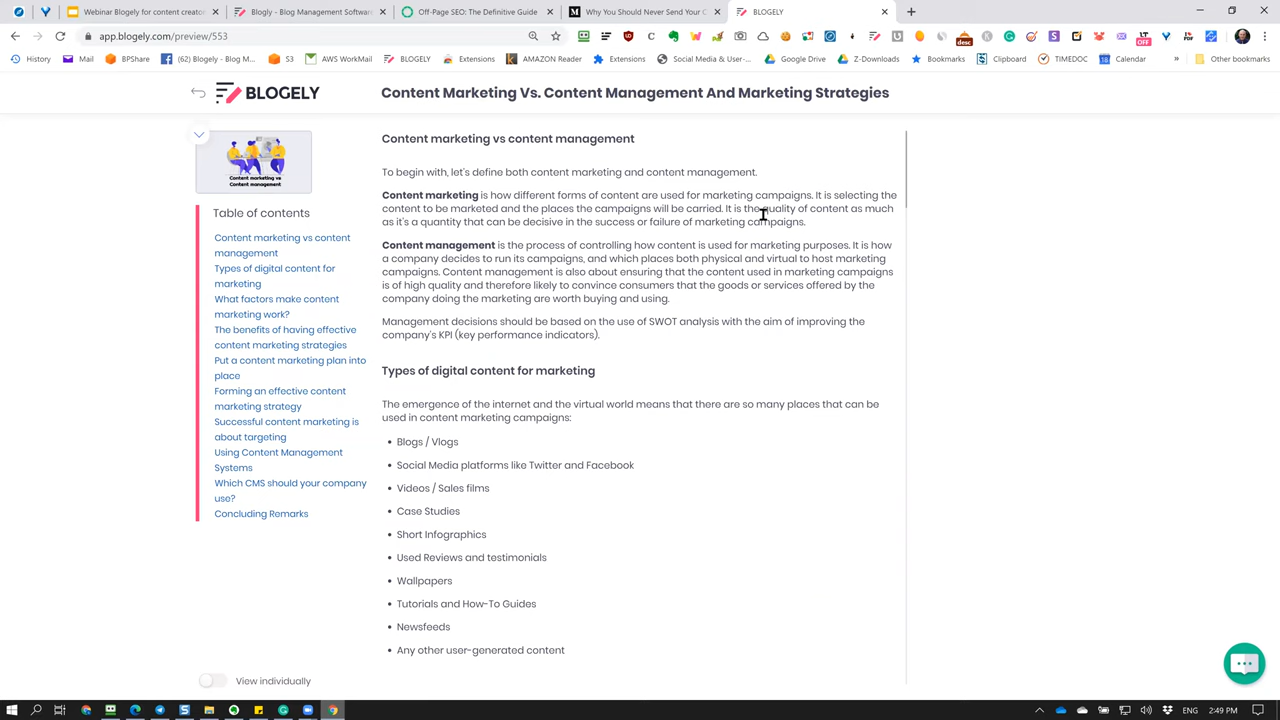 Webinar Blogely for content creator
Blogly - Blog Management Softwar
Off-Page SEO: The Definitive Guide
Why You Should Never Send Your C
BLOGELY
app.blogely.com/preview/553
History
Mail
BPShare
(62) Blogely - Blog M...
S3
AWS WorkMail
BLOGELY
Extensions
AMAZON Reader
Extensions
Social Media & User-...
Google Drive
Z-Downloads
Bookmarks
Clipboard
TIMEDOC
Calendar
»
Other bookmarks
BLOGELY
Content Marketing Vs. Content Management And Marketing Strategies
Content marketing vs
Content management
Table of contents
Content marketing vs content
management
Types of digital content for
marketing
What factors make content
marketing work?
The benefits of having effective
content marketing strategies
Put a content marketing plan into
place
Forming an effective content
marketing strategy
Successful content marketing is
about targeting
Using Content Management
Systems
Which CMS should your company
use?
Concluding Remarks
View individually
Content marketing vs content management
To begin with, let's define both content marketing and content management.
Content marketing is how different forms of content are used for marketing campaigns. It is selecting the
content to be marketed and the places the campaigns will be carried. It is the quality of content as much
as it's a quantity that can be decisive in the success or failure of marketing campaigns.
Content management is the process of controlling how content is used for marketing purposes. It is how
a company decides to run its campaigns, and which places both physical and virtual to host marketing
campaigns. Content management is also about ensuring that the content used in marketing campaigns
is of high quality and therefore likely to convince consumers that the goods or services offered by the
company doing the marketing are worth buying and using.
Management decisions should be based on the use of SWOT analysis with the aim of improving the
company's KPI (key performance indicators).
Types of digital content for marketing
The emergence of the internet and the virtual world means that there are so many places that can be
used in content marketing campaigns:
• Blogs / Vlogs
• Social Media platforms like Twitter and Facebook
• Videos / Sales films
• Case Studies
• Short Infographics
• Used Reviews and testimonials
• Wallpapers
• Tutorials and How-To Guides
• Newsfeeds
• Any other user-generated content
ENG
2:49 PM